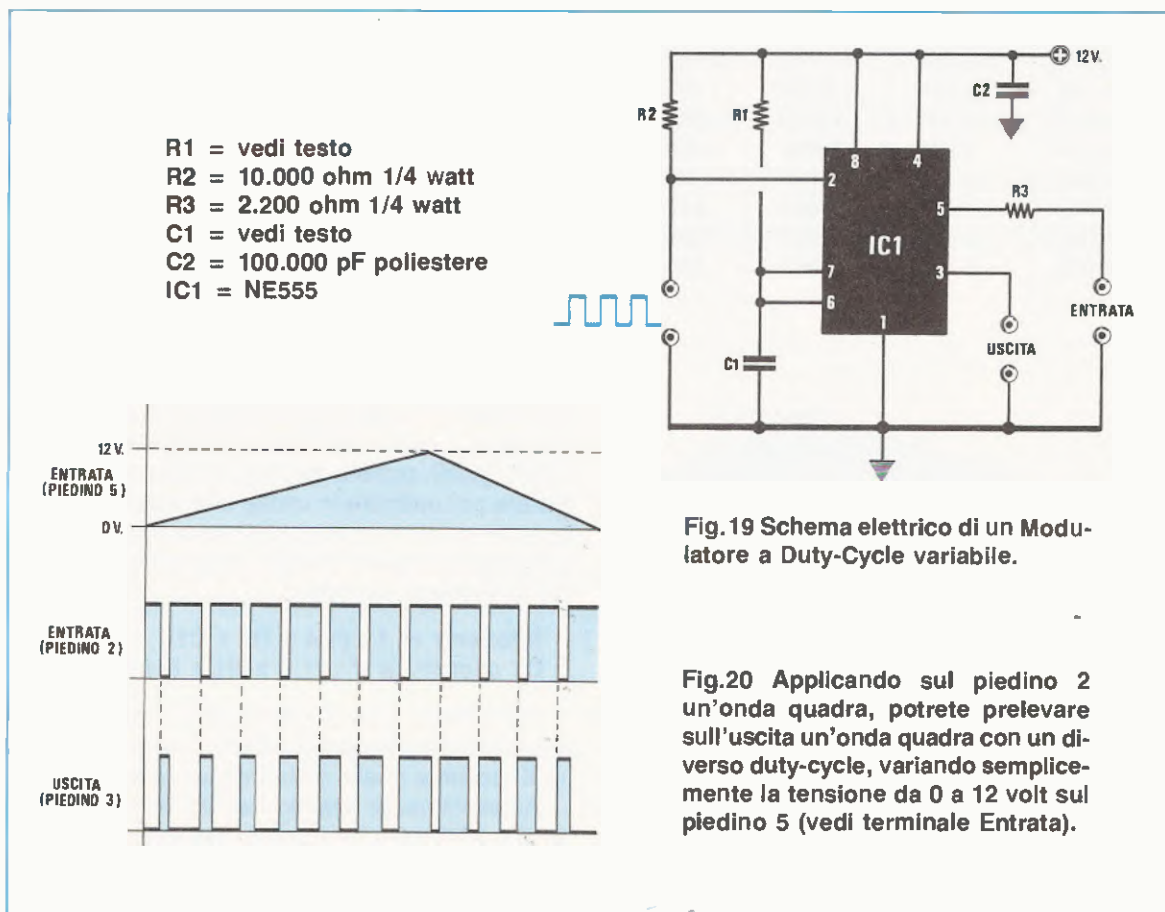 R1 = vedi testo
R2 = 10.000 ohm 1/4 watt
R3 = 2.200 ohm 1/4 watt
C1 = vedi testo
C2 = 100.000 pF poliestere
IC1 = NE555
12 V.
C2
R2
R1
8
4
2
5
R3
IC1
7
3
6
ENTRATA
1
USCITA
C1
12 V.
ENTRATA
(PIEDINO 5)
0 V.
ENTRATA
(PIEDINO 2)
USCITA
(PIEDINO 3)
Fig.19 Schema elettrico di un Modu-
latore a Duty-Cycle variabile.
Fig.20 Applicando sul piedino 2
un'onda quadra, potrete prelevare
sull'uscita un'onda quadra con un di-
verso duty-cycle, variando semplice-
mente la tensione da 0 a 12 volt sul
piedino 5 (vedi terminale Entrata).